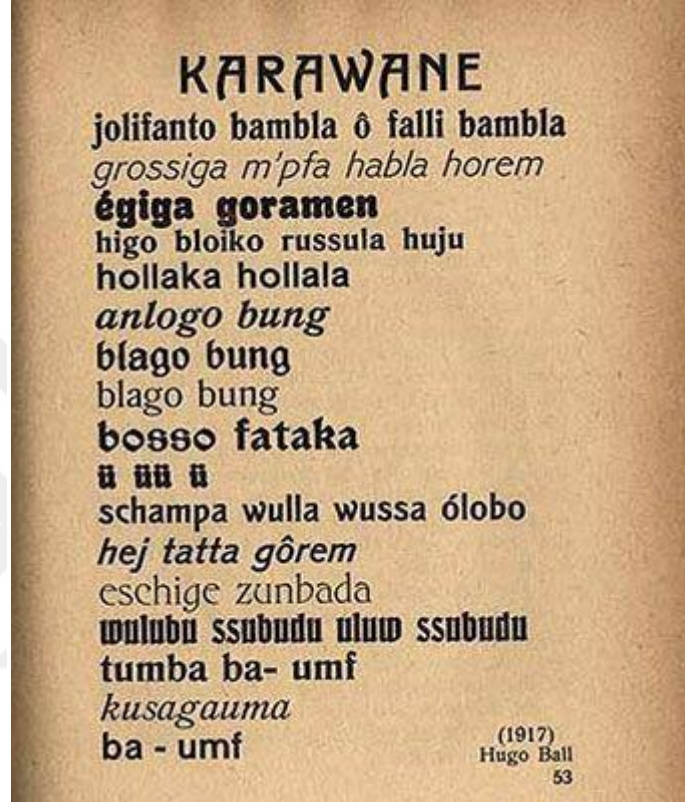 KARAWANE
jolifanto bambla ô falli bambla
grossiga m'pfa habla horem
égiga goramen
higo bloiko russula huju
hollaka hollala
anlogo bung
blago bung
blago bung
bosso fataka
ü üü ü
schampa wulla wussa ólobo
hej tatta gôrem
eschige zunbada
wulubu ssubudu uluw ssubudu
tumba ba- umf
kusagauma
ba - umf
(1917)
Hugo Ball
53